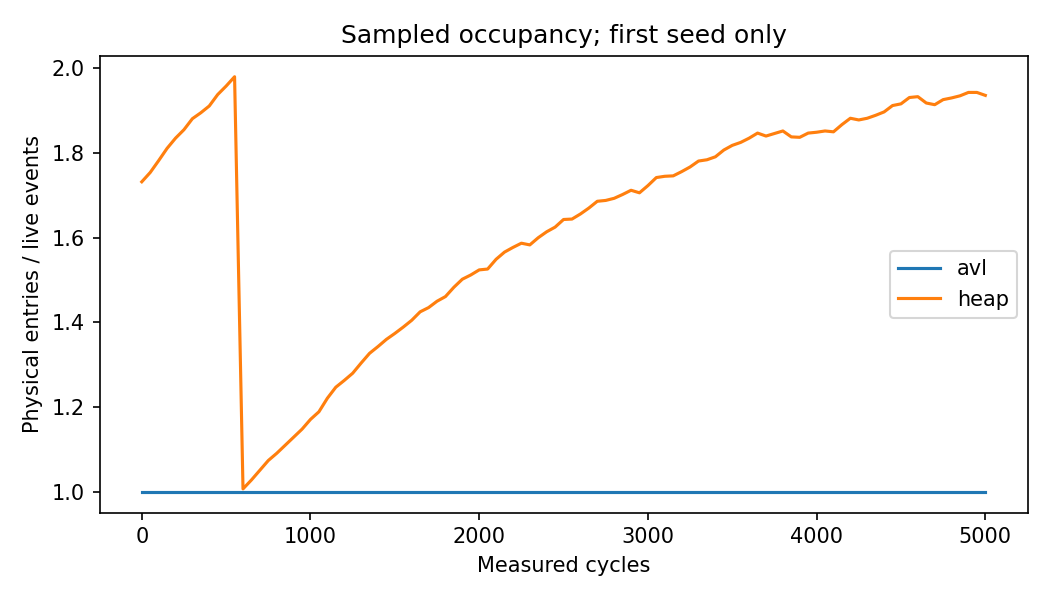 Sampled occupancy; first seed only
Physical entries / live events
2.0
1.8
1.6
1.4
1.2
1.0
avl
heap
0
1000
2000
3000
4000
5000
Measured cycles